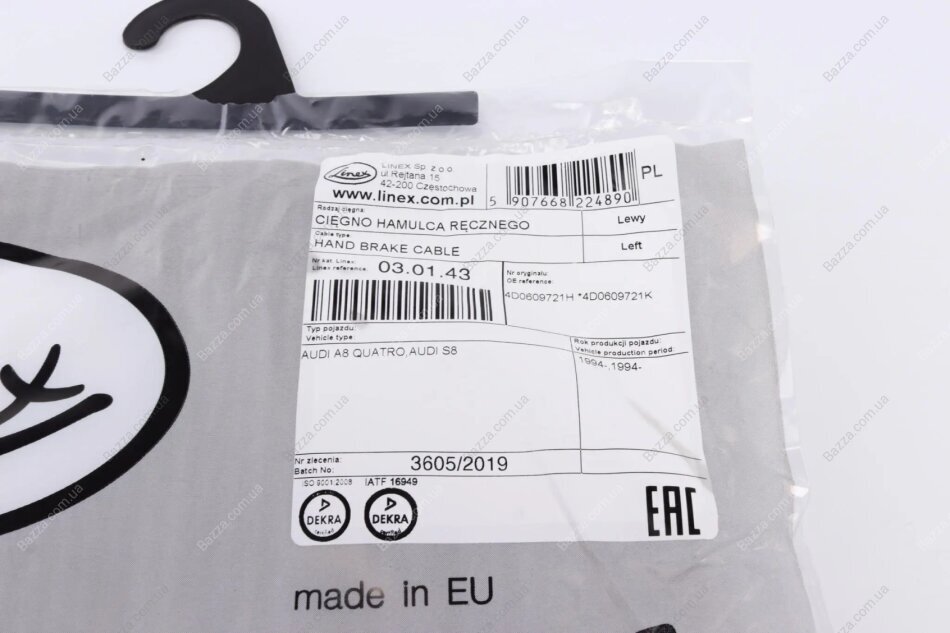 Linex
LINEX Sp. z o.o.
ul Rejtana 15
42-200 Częstochowa
www.linex.com.pl
5 907668 224890
PL
Rodzaj cięgna:
CIĘGNO HAMULCA RĘCZNEGO
Lewy
Cable type:
HAND BRAKE CABLE
Left
Nr kat. Linex:
Linex reference:
03.01.43
Nr oryginału:
OE reference:
4D0609721H *4D0609721K
Typ pojazdu:
Vehicle type:
AUDI A8 QUATRO,AUDI S8
Rok produkcji pojazdu:
Vehicle production period:
1994-,1994-
Nr zlecenia:
Batch No:
3605/2019
ISO 9001:2008
IATF 16949
DEKRA
DEKRA
EAC
made in EU
Bazza.com.ua